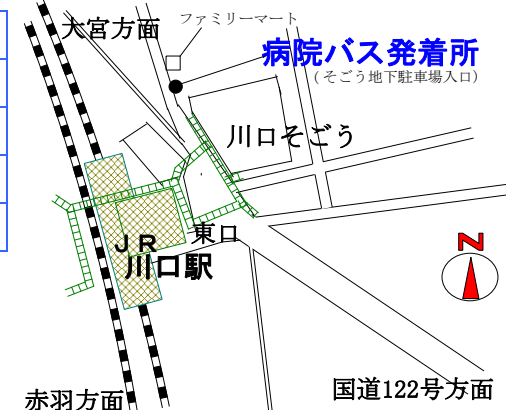 ファミリーマート
大宮方面
病院バス発着所
(そごう地下駐車場入口)
川口そごう
東口
JR
川口駅
N
国道122号方面
赤羽方面